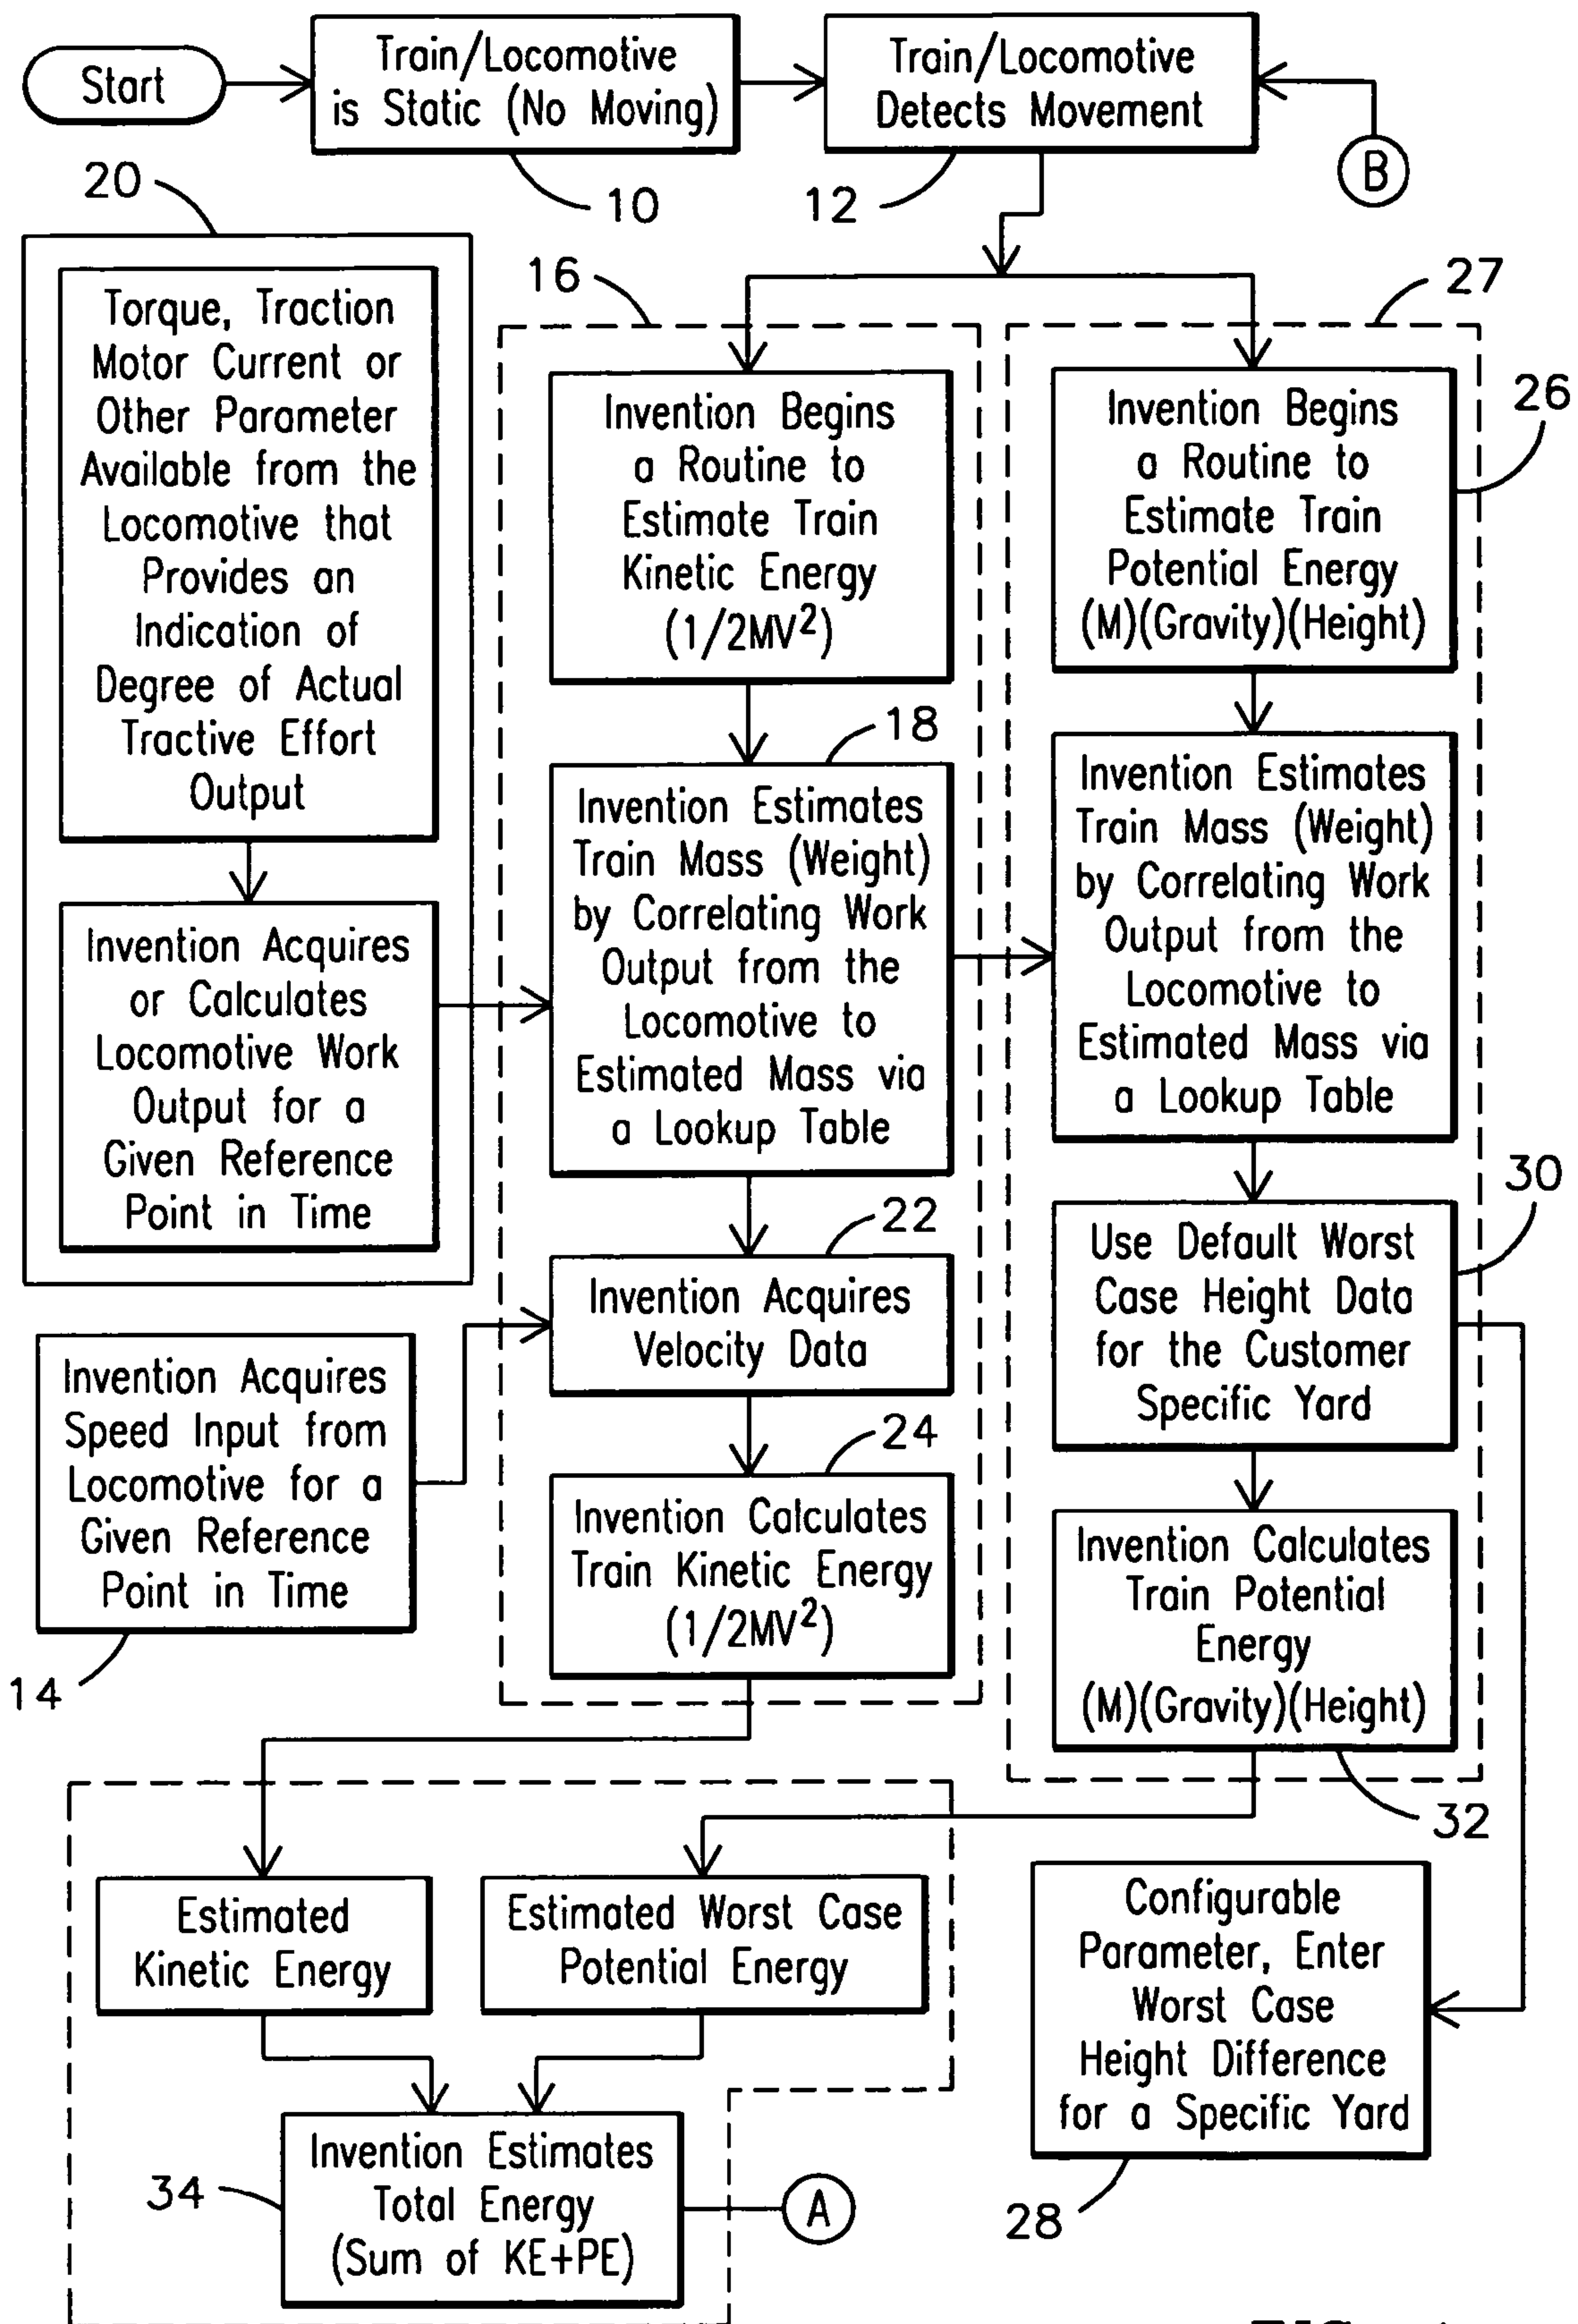 Start
Train/Locomotive
is Static (No Moving)
Train/Locomotive
Detects Movement
B
10
12
20
Torque, Traction
Motor Current or
Other Parameter
Available from the
Locomotive that
Provides an
Indication of
Degree of Actual
Tractive Effort
Output
Invention Acquires
or Calculates
Locomotive Work
Output for a
Given Reference
Point in Time
Invention Acquires
Speed Input from
Locomotive for a
Given Reference
Point in Time
14
16
Invention Begins
a Routine to
Estimate Train
Kinetic Energy
(1/2MV²)
18
Invention Estimates
Train Mass (Weight)
by Correlating Work
Output from the
Locomotive to
Estimated Mass via
a Lookup Table
22
Invention Acquires
Velocity Data
24
Invention Calculates
Train Kinetic Energy
(1/2MV²)
27
26
Invention Begins
a Routine to
Estimate Train
Potential Energy
(M)(Gravity)(Height)
Invention Estimates
Train Mass (Weight)
by Correlating Work
Output from the
Locomotive to
Estimated Mass via
a Lookup Table
30
Use Default Worst
Case Height Data
for the Customer
Specific Yard
Invention Calculates
Train Potential
Energy
(M)(Gravity)(Height)
32
Estimated
Kinetic Energy
Estimated Worst Case
Potential Energy
Configurable
Parameter, Enter
Worst Case
Height Difference
for a Specific Yard
28
34
Invention Estimates
Total Energy
(Sum of KE+PE)
A